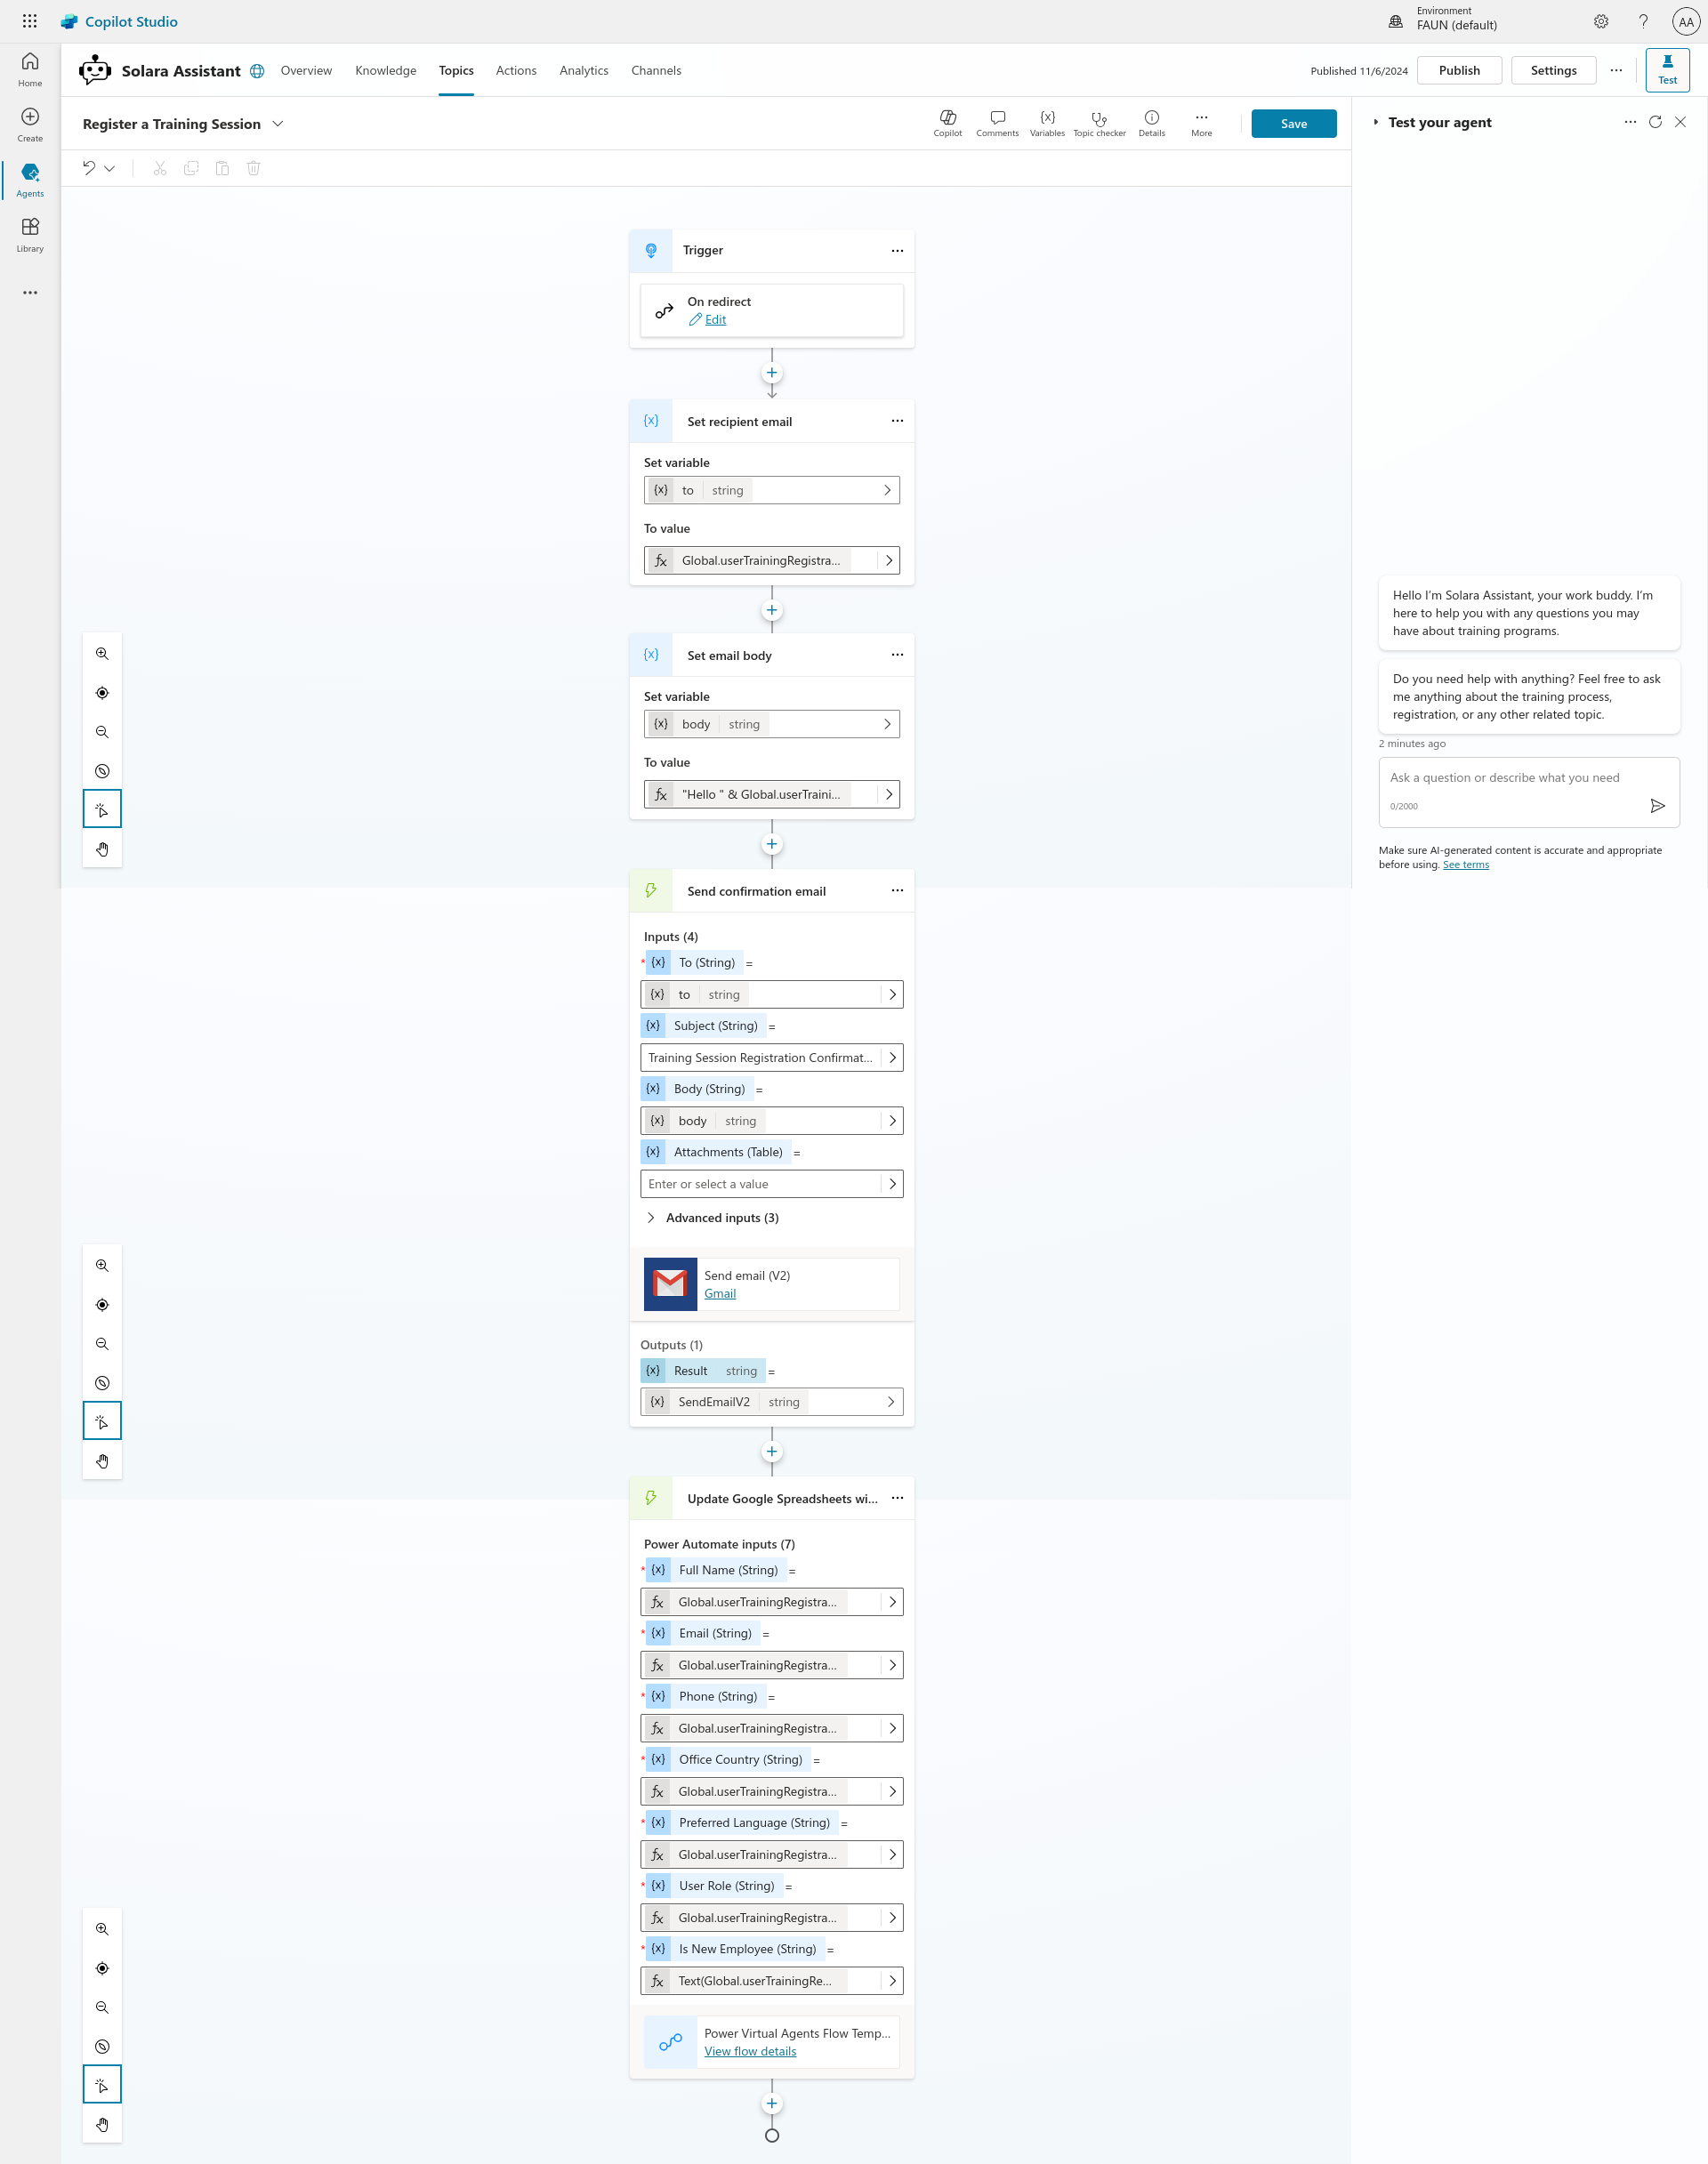 Copilot Studio
Environment
FAUN (default)
AA
Home
Create
Agents
Library
Solara Assistant
Overview
Knowledge
Topics
Actions
Analytics
Channels
Published 11/6/2024
Publish
Settings
Test
Register a Training Session
Copilot
Comments
{x}
Variables
Topic checker
Details
More
Save
Trigger
On redirect
Edit
{x} Set recipient email
Set variable
{x} to string
To value
fx Global.userTrainingRegistra...
{x} Set email body
Set variable
{x} body string
To value
fx "Hello " & Global.userTraini...
Send confirmation email
Inputs (4)
* {x} To (String) =
{x} to string
{x} Subject (String) =
Training Session Registration Confirmat...
{x} Body (String) =
{x} body string
{x} Attachments (Table) =
Enter or select a value
Advanced inputs (3)
Send email (V2)
Gmail
Outputs (1)
{x} Result string =
{x} SendEmailV2 string
Update Google Spreadsheets wi...
Power Automate inputs (7)
* {x} Full Name (String) =
fx Global.userTrainingRegistra...
* {x} Email (String) =
fx Global.userTrainingRegistra...
* {x} Phone (String) =
fx Global.userTrainingRegistra...
* {x} Office Country (String) =
fx Global.userTrainingRegistra...
* {x} Preferred Language (String) =
fx Global.userTrainingRegistra...
* {x} User Role (String) =
fx Global.userTrainingRegistra...
* {x} Is New Employee (String) =
fx Text(Global.userTrainingRe...
Power Virtual Agents Flow Temp...
View flow details
Test your agent
Hello I'm Solara Assistant, your work buddy. I'm
here to help you with any questions you may
have about training programs.
Do you need help with anything? Feel free to ask
me anything about the training process,
registration, or any other related topic.
2 minutes ago
Ask a question or describe what you need
0/2000
Make sure AI-generated content is accurate and appropriate
before using. See terms